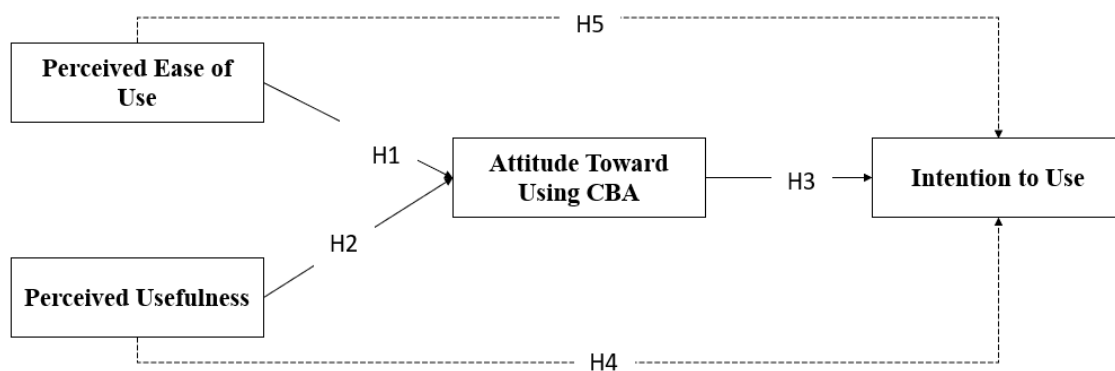 H5
Perceived Ease of
Use
H1
Attitude Toward
Using CBA
H3
Intention to Use
H2
Perceived Usefulness
H4